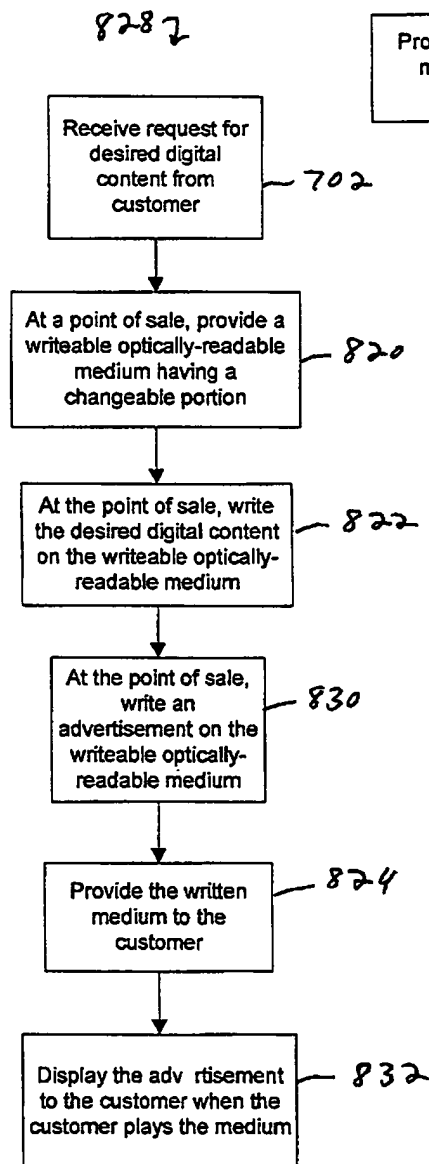 828
Pro
m
Receive request for
desired digital
content from
customer
702
At a point of sale, provide a
writeable optically-readable
medium having a
changeable portion
820
At the point of sale, write
the desired digital content
on the writeable optically-
readable medium
822
At the point of sale,
write an
advertisement on the
writeable optically-
readable medium
830
Provide the written
medium to the
customer
824
Display the adv rtisement
to the customer when the
customer plays the medium
832